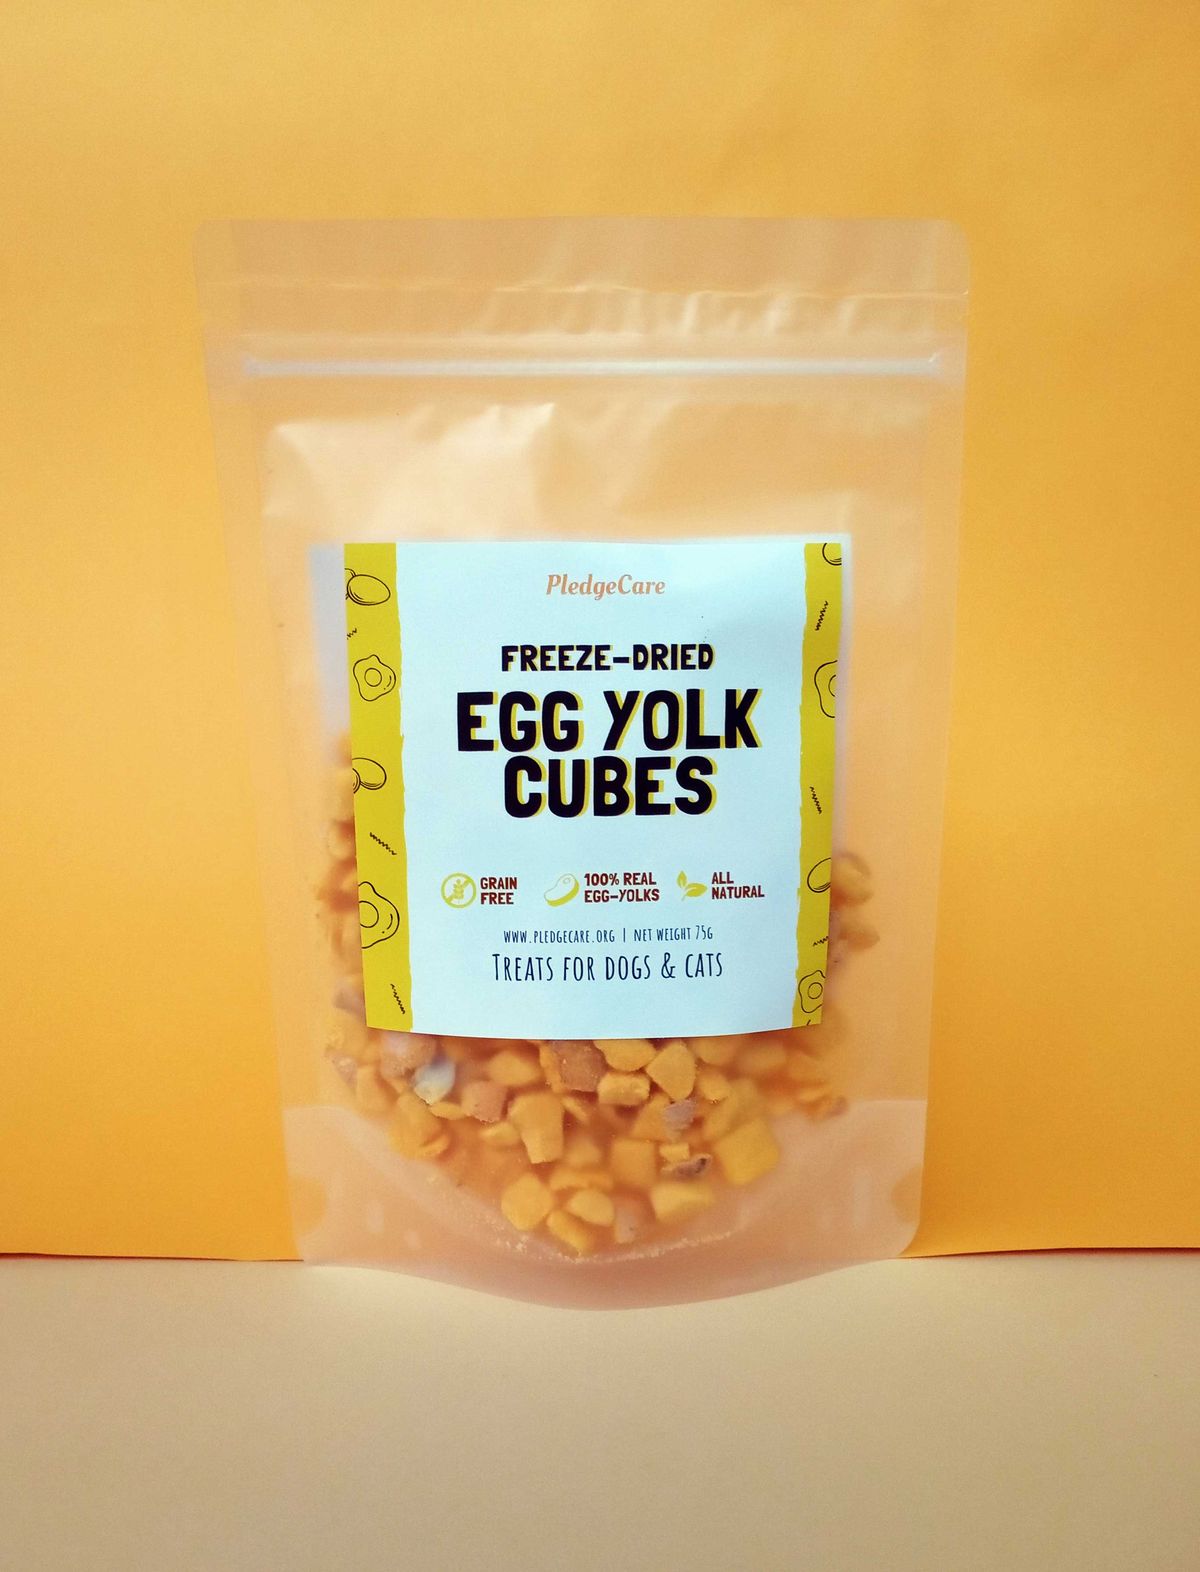 PledgeCare
FREEZE-DRIED
EGG YOLK
CUBES
GRAIN
FREE
100% REAL
EGG-YOLKS
ALL
NATURAL
WWW.PLEDGECARE.ORG | NET WEIGHT 75G
TREATS FOR DOGS & CATS